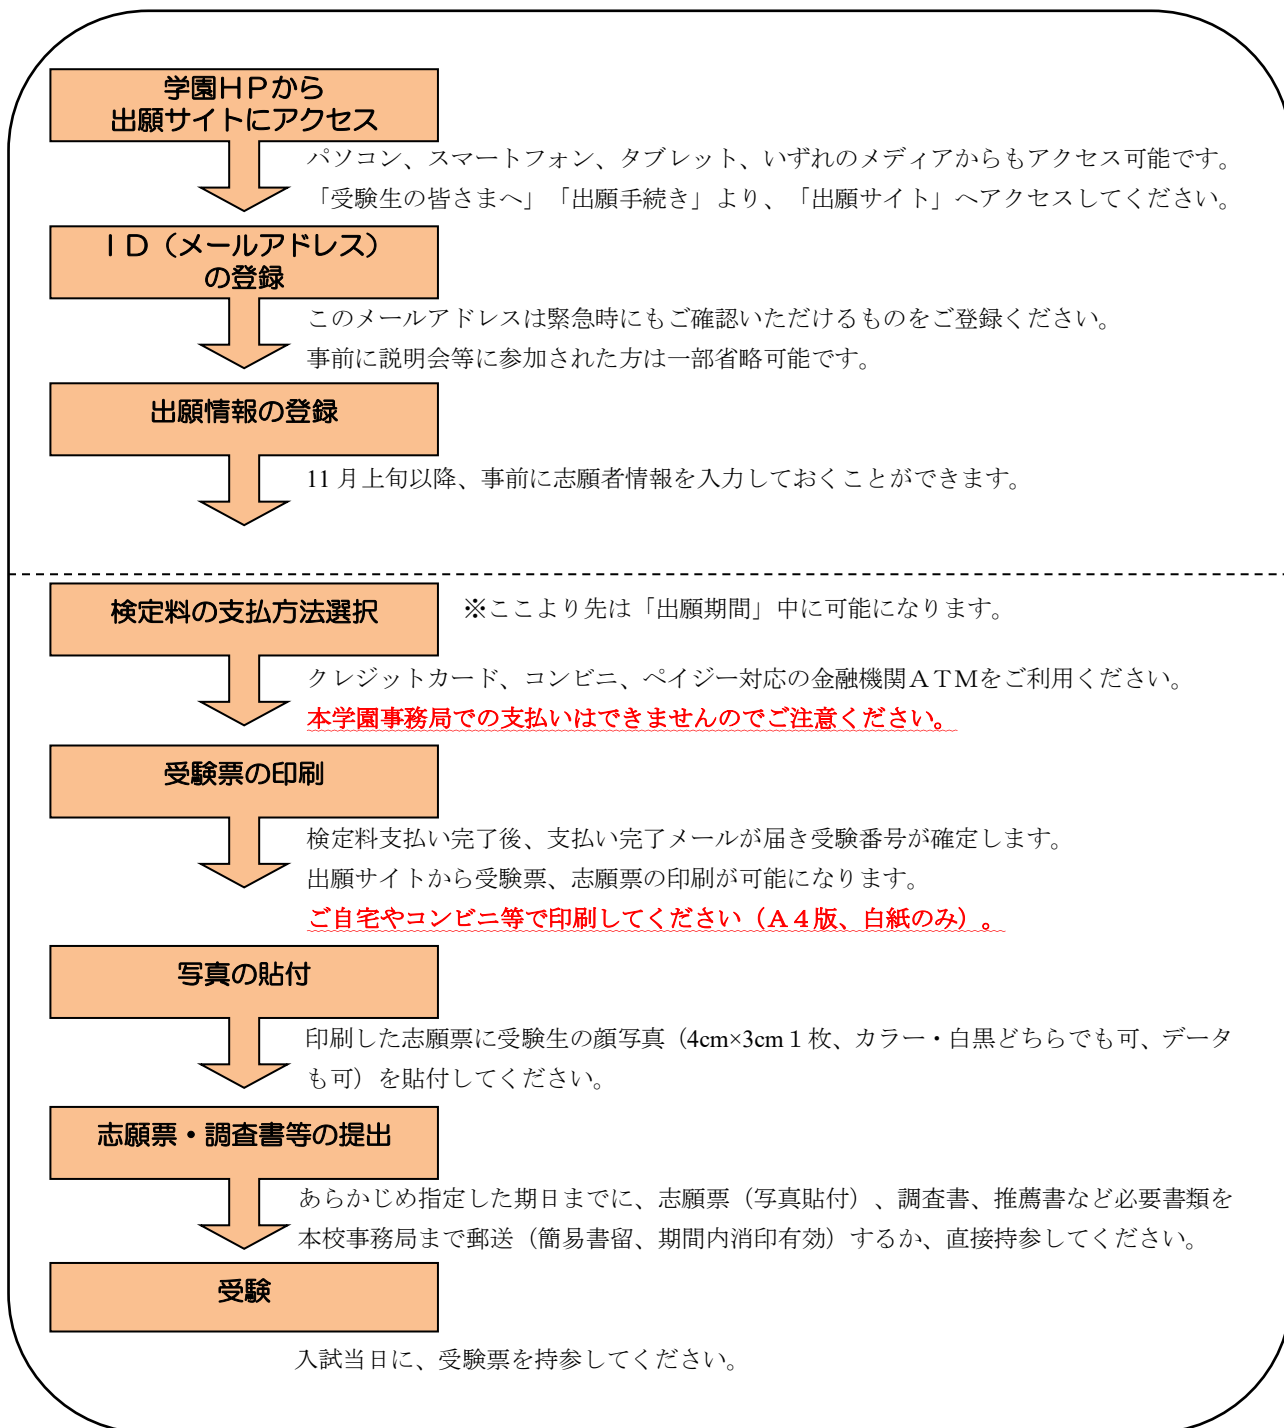 学園ＨＰから
出願サイトにアクセス
パソコン、スマートフォン、タブレット、いずれのメディアからもアクセス可能です。
「受験生の皆さまへ」「出願手続き」より、「出願サイト」へアクセスしてください。
ＩＤ（メールアドレス）
の登録
このメールアドレスは緊急時にもご確認いただけるものをご登録ください。
事前に説明会等に参加された方は一部省略可能です。
出願情報の登録
11月上旬以降、事前に志願者情報を入力しておくことができます。
検定料の支払方法選択
※ここより先は「出願期間」中に可能になります。
クレジットカード、コンビニ、ペイジー対応の金融機関ＡＴＭをご利用ください。
本学園事務局での支払いはできませんのでご注意ください。
受験票の印刷
検定料支払い完了後、支払い完了メールが届き受験番号が確定します。
出願サイトから受験票、志願票の印刷が可能になります。
ご自宅やコンビニ等で印刷してください（Ａ４版、白紙のみ）。
写真の貼付
印刷した志願票に受験生の顔写真（4cm×3cm１枚、カラー・白黒どちらでも可、データ
も可）を貼付してください。
志願票・調査書等の提出
あらかじめ指定した期日までに、志願票（写真貼付）、調査書、推薦書など必要書類を
本校事務局まで郵送（簡易書留、期間内消印有効）するか、直接持参してください。
受験
入試当日に、受験票を持参してください。